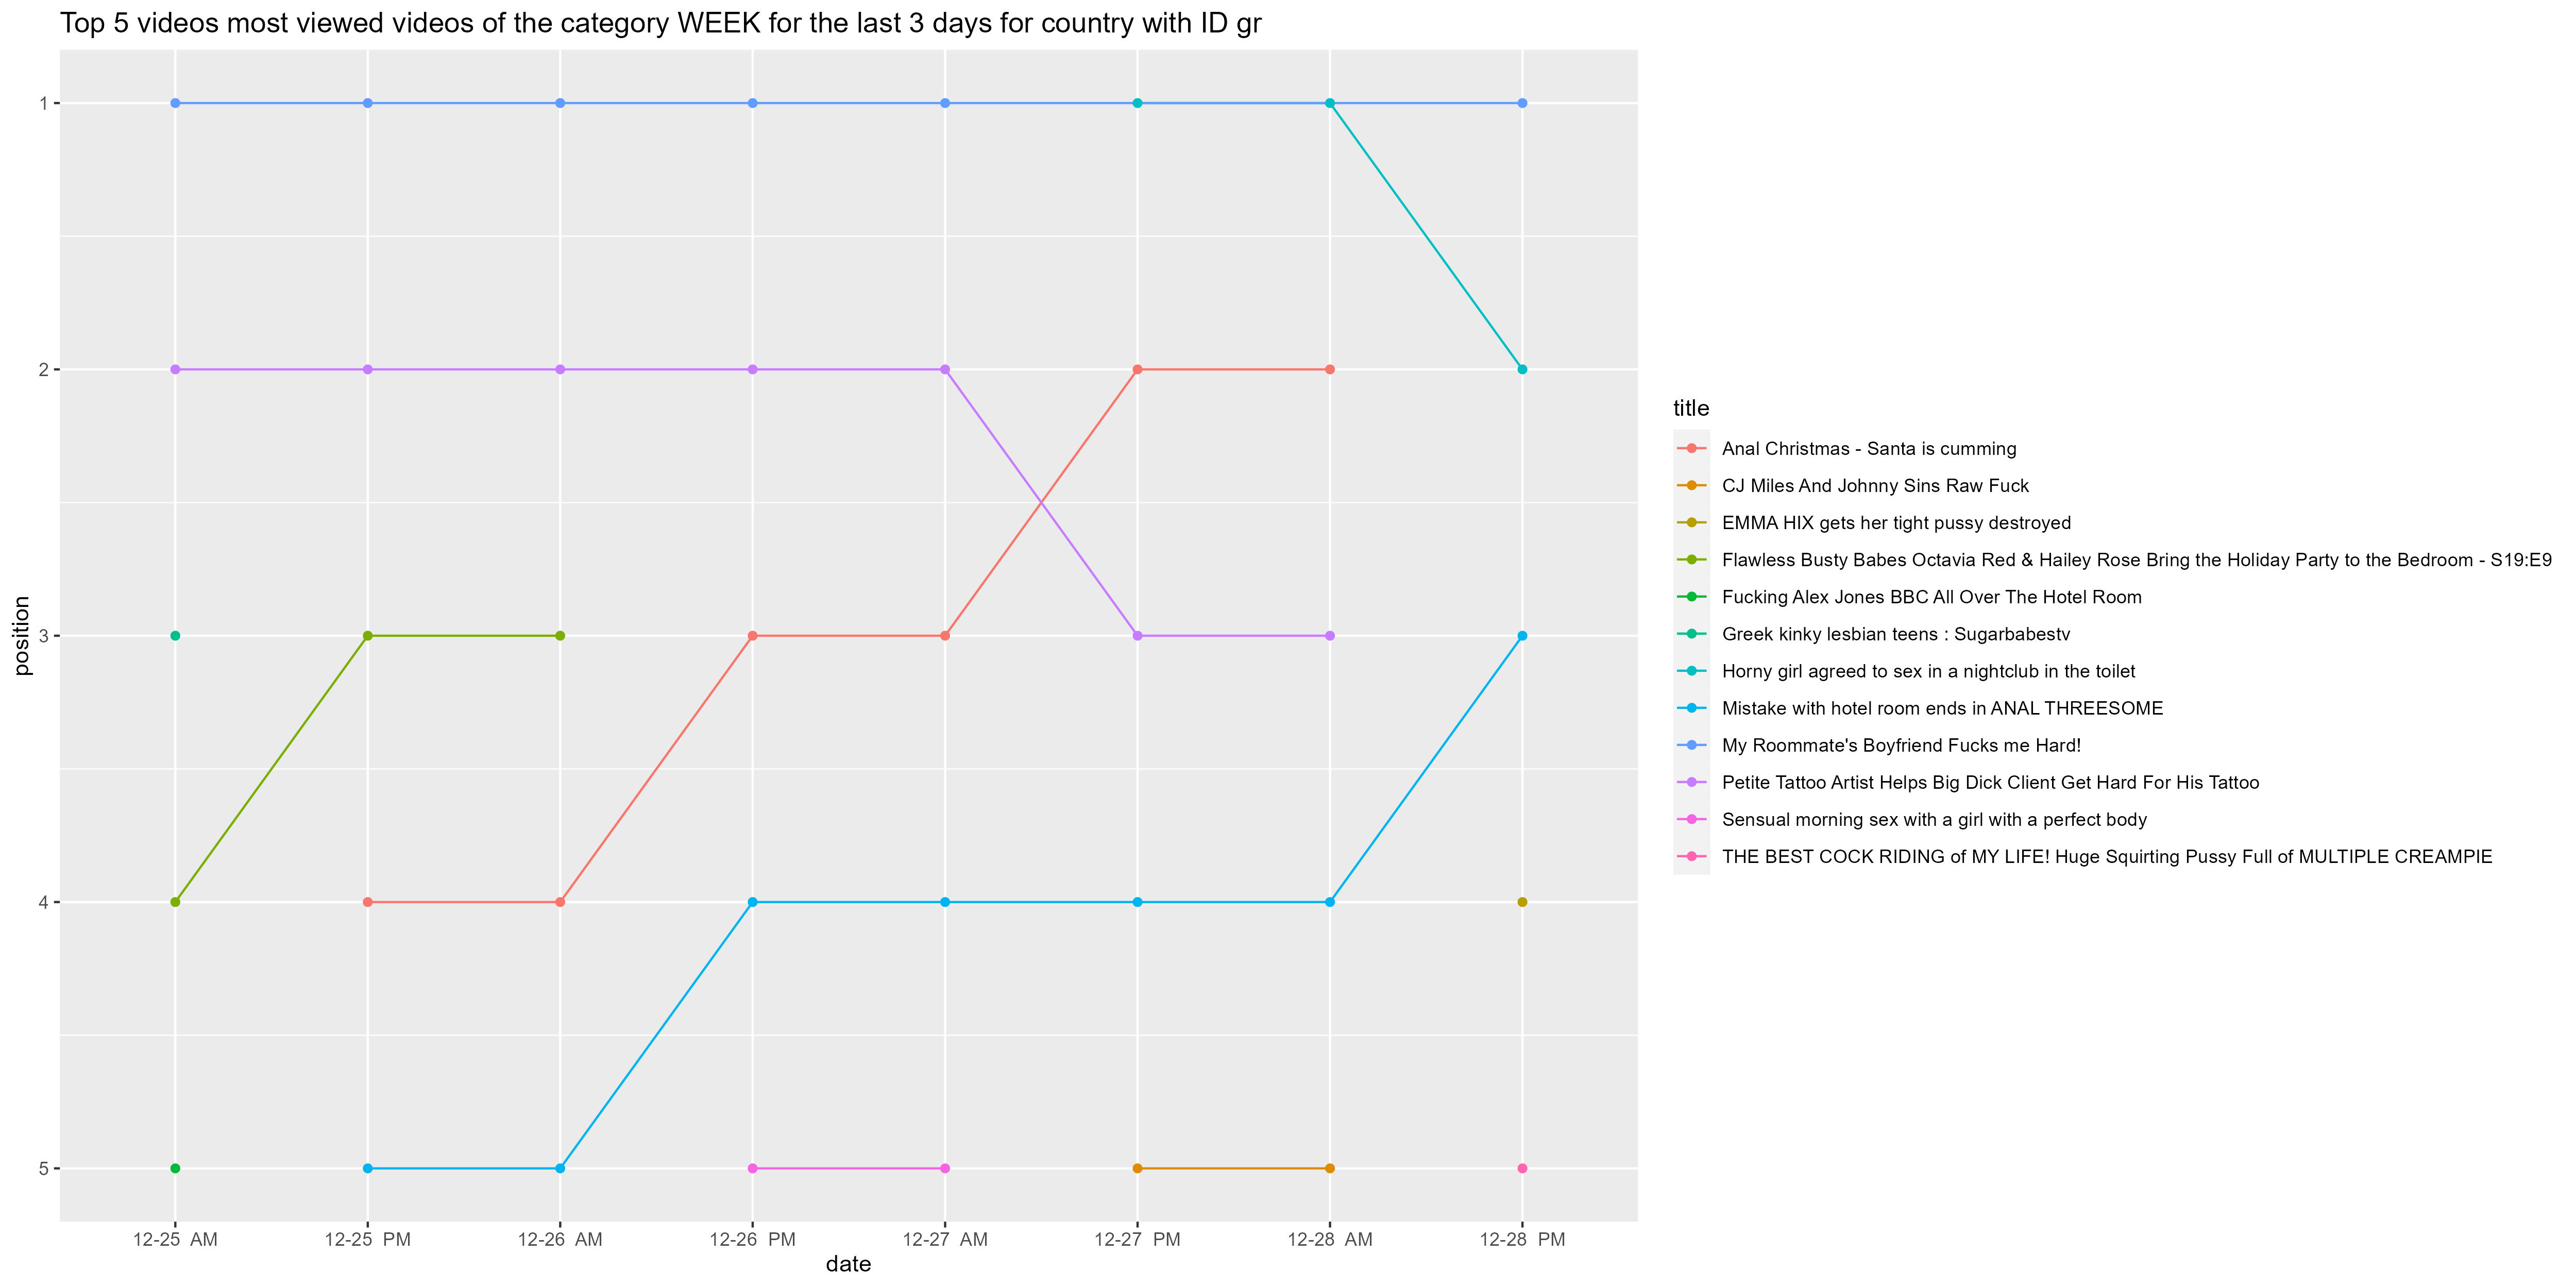 Top 5 videos most viewed videos of the category WEEK for the last 3 days for country with ID gr
1
2
3
4
5
position
12-25 AM
12-25 PM
12-26 AM
12-26 PM
12-27 AM
12-27 PM
12-28 AM
12-28 PM
date
title
Anal Christmas - Santa is cumming
CJ Miles And Johnny Sins Raw Fuck
EMMA HIX gets her tight pussy destroyed
Flawless Busty Babes Octavia Red & Hailey Rose Bring the Holiday Party to the Bedroom - S19:E9
Fucking Alex Jones BBC All Over The Hotel Room
Greek kinky lesbian teens : Sugarbabestv
Horny girl agreed to sex in a nightclub in the toilet
Mistake with hotel room ends in ANAL THREESOME
My Roommate's Boyfriend Fucks me Hard!
Petite Tattoo Artist Helps Big Dick Client Get Hard For His Tattoo
Sensual morning sex with a girl with a perfect body
THE BEST COCK RIDING of MY LIFE! Huge Squirting Pussy Full of MULTIPLE CREAMPIE